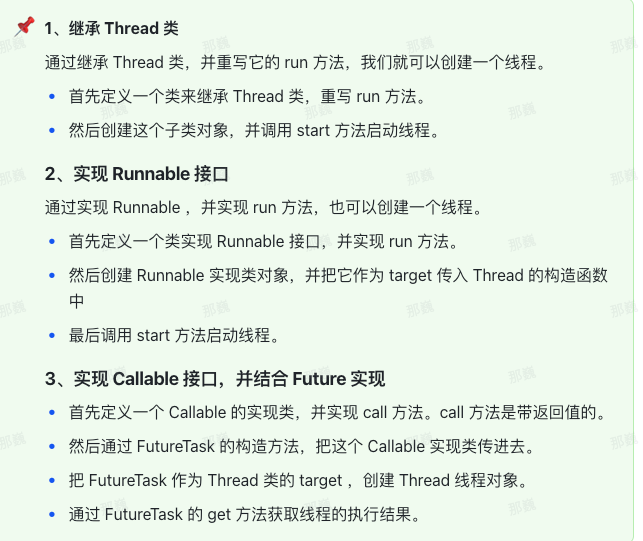 1、继承 Thread 类
通过继承 Thread 类，并重写它的 run 方法，我们就可以创建一个线程。
• 首先定义一个类来继承 Thread 类，重写 run 方法。
• 然后创建这个子类对象，并调用 start 方法启动线程。
2、实现 Runnable 接口
通过实现 Runnable ，并实现 run 方法，也可以创建一个线程。
• 首先定义一个类实现 Runnable 接口，并实现 run 方法。
• 然后创建 Runnable 实现类对象，并把它作为 target 传入 Thread 的构造函数
中
• 最后调用 start 方法启动线程。
3、实现 Callable 接口，并结合 Future 实现
• 首先定义一个 Callable 的实现类，并实现 call 方法。call 方法是带返回值的。
• 然后通过 FutureTask 的构造方法，把这个 Callable 实现类传进去。
• 把 FutureTask 作为 Thread 类的 target ，创建 Thread 线程对象。
• 通过 FutureTask 的 get 方法获取线程的执行结果。